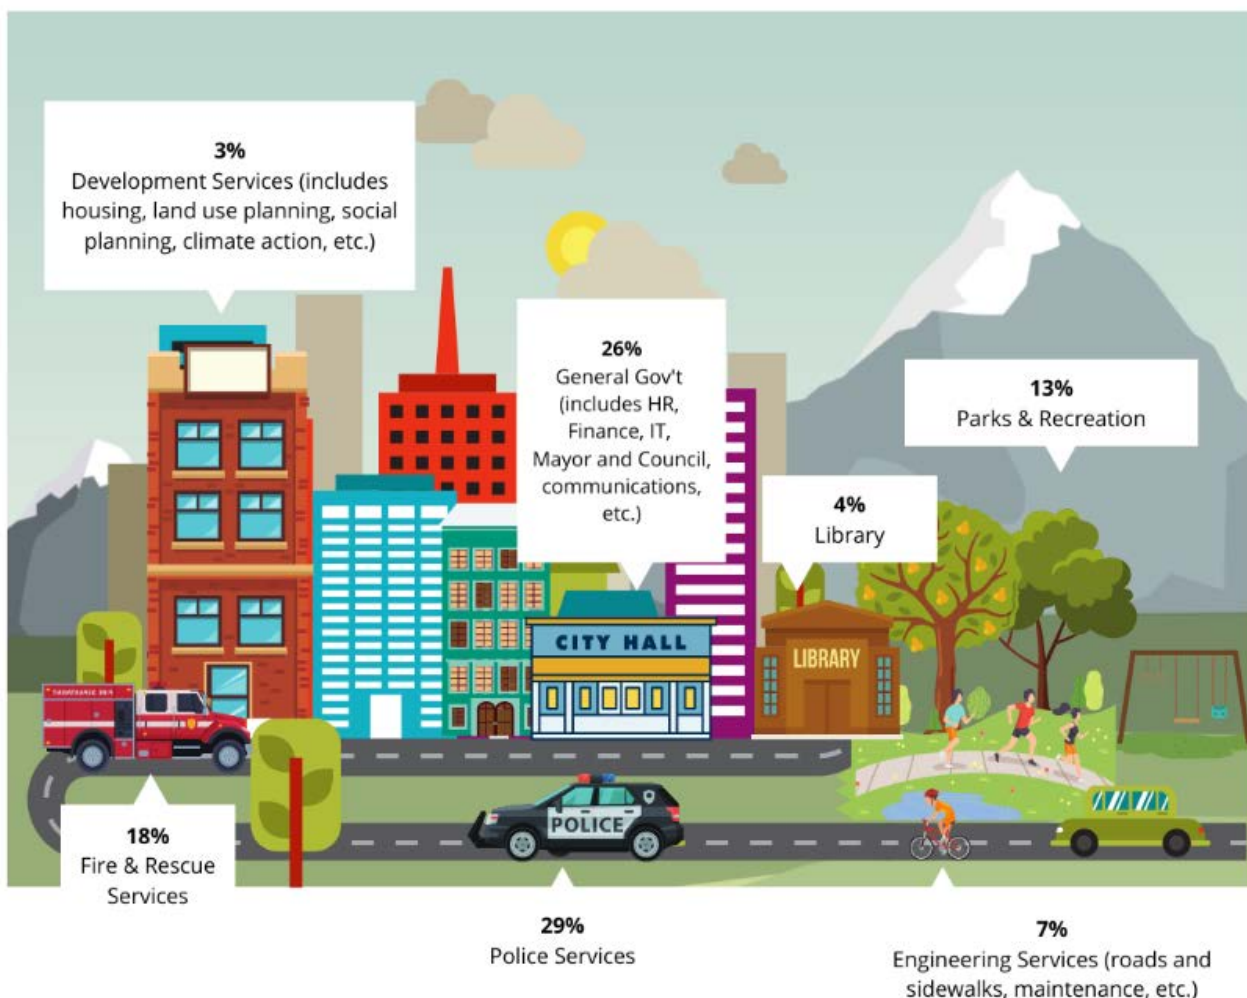 3%
Development Services (includes
housing, land use planning, social
planning, climate action, etc.)
26%
General Gov't
(includes HR,
Finance, IT,
Mayor and Council,
communications,
etc.)
13%
Parks & Recreation
4%
Library
CITY HALL
LIBRARY
POLICE
18%
Fire & Rescue
Services
29%
Police Services
7%
Engineering Services (roads and
sidewalks, maintenance, etc.)